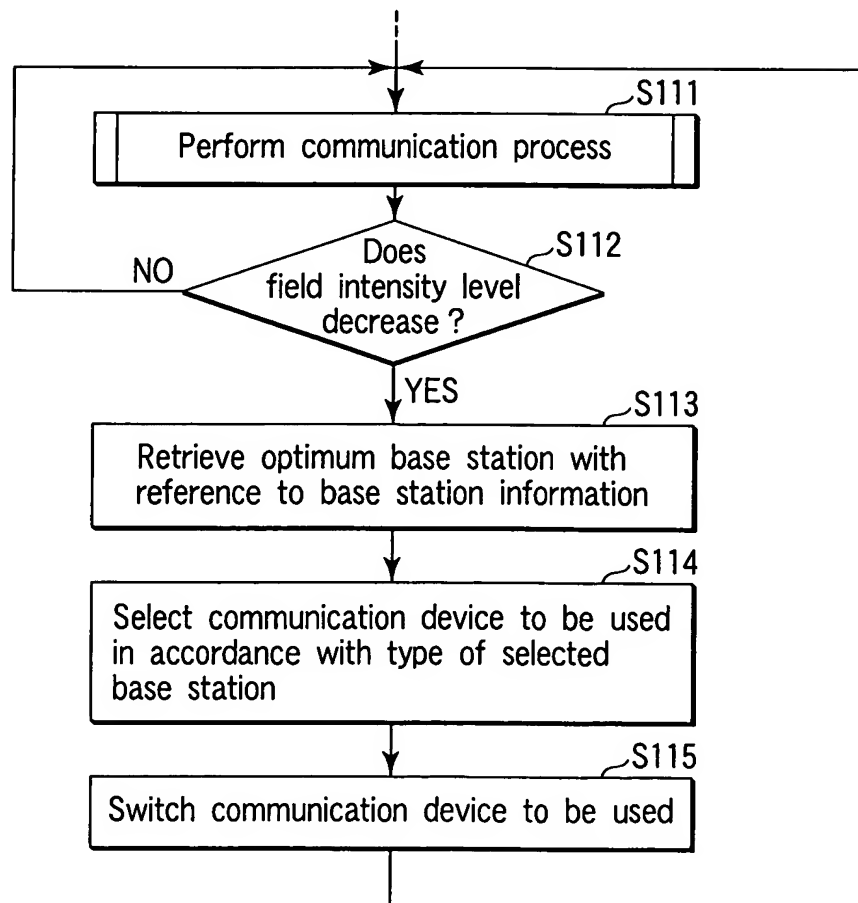 S111
Perform communication process
S112
Does
field intensity level
decrease ?
NO
YES
S113
Retrieve optimum base station with
reference to base station information
S114
Select communication device to be used
in accordance with type of selected
base station
S115
Switch communication device to be used